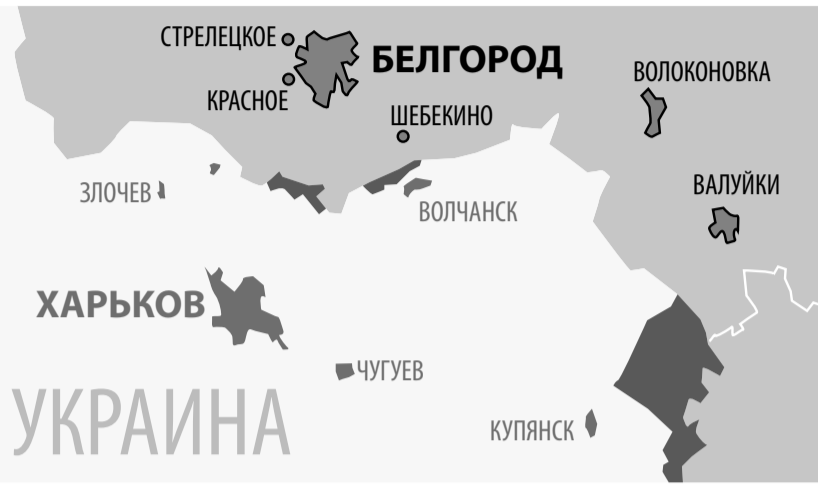 СТРЕЛЕЦКОЕ
БЕЛГОРОД
ВОЛОКОНОВКА
КРАСНОЕ
ШЕБЕКИНО
ЗЛОЧЕВ
ВАЛУЙКИ
ВОЛЧАНСК
ХАРЬКОВ
ЧУГУЕВ
УКРАИНА
КУПЯНСК